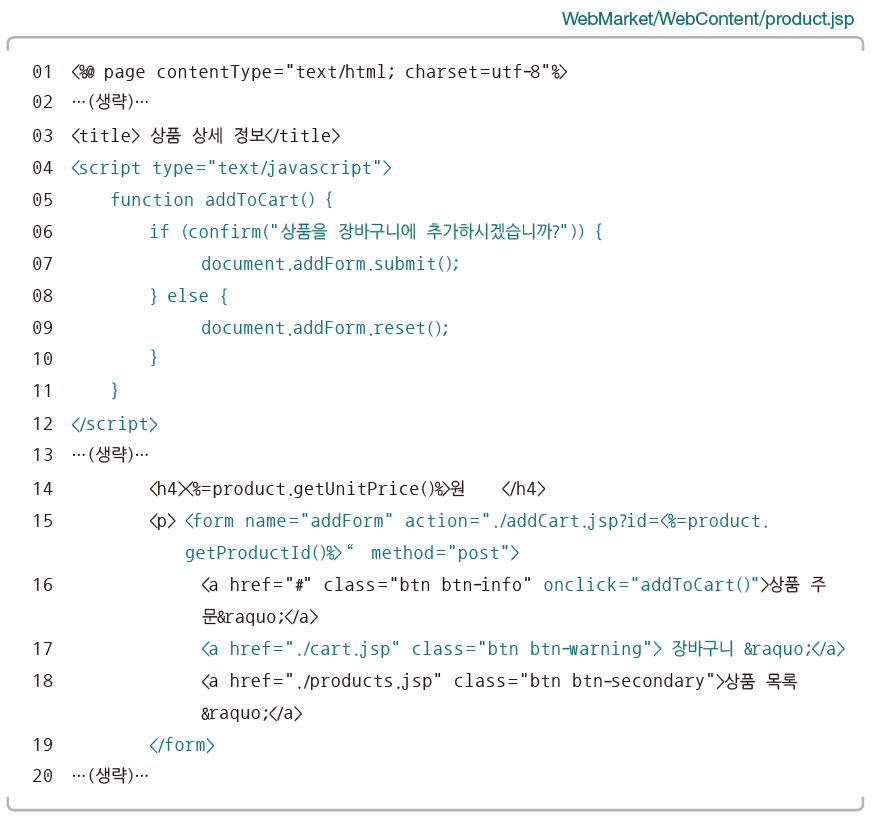 WebMarket/WebContent/product.jsp
01 <%@ page contentType="text/html; charset=utf-8"%>
02 …(생략)…
03 <title> 상품 상세 정보</title>
04 <script type="text/javascript">
05 function addToCart() {
06 if (confirm("상품을 장바구니에 추가하시겠습니까?")) {
07 document.addForm.submit();
08 } else {
09 document.addForm.reset();
10 }
11 }
12 </script>
13 …(생략)…
14 <h4><%=product.getUnitPrice()%>원 </h4>
15 <p> <form name="addForm" action="./addCart.jsp?id=<%=product.
getProductId()%>“ method="post">
16 <a href="#" class="btn btn-info" onclick="addToCart()">상품 주
문&raquo;</a>
17 <a href="./cart.jsp" class="btn btn-warning"> 장바구니 &raquo;</a>
18 <a href="./products.jsp" class="btn btn-secondary">상품 목록
&raquo;</a>
19 </form>
20 …(생략)…